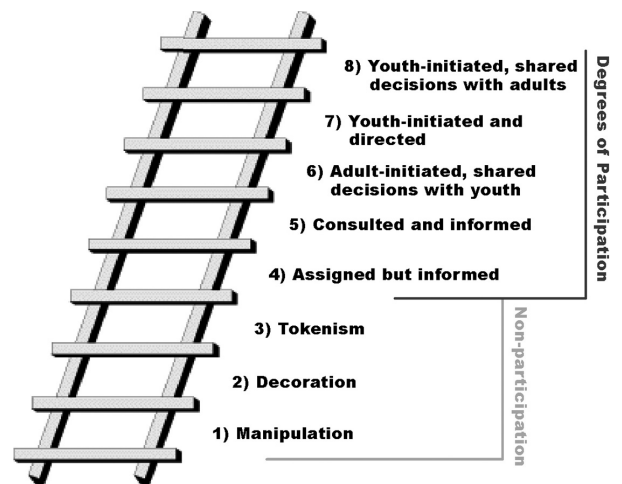 8) Youth-initiated, shared
decisions with adults
7) Youth-initiated and
directed
6) Adult-initiated, shared
decisions with youth
5) Consulted and informed
4) Assigned but informed
3) Tokenism
2) Decoration
1) Manipulation
Degrees of Participation
Non-participation